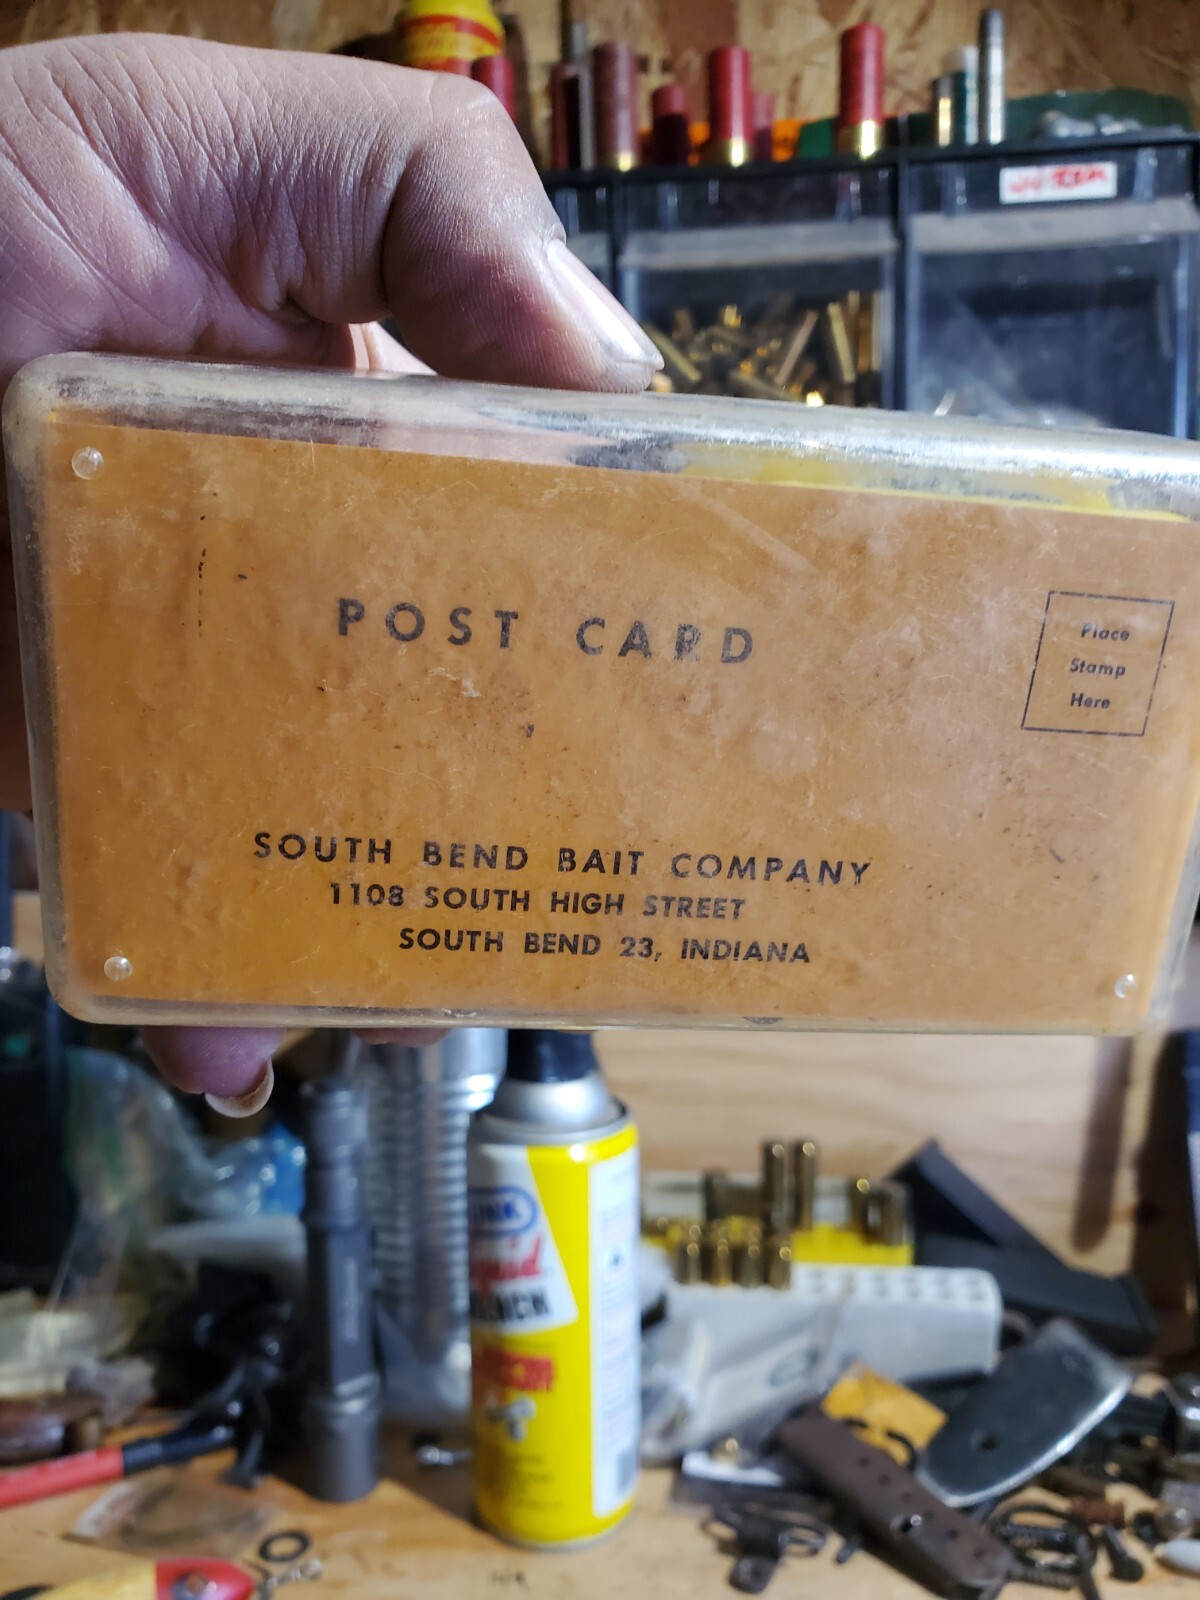 POST CARD
Place
Stamp
Here
SOUTH BEND BAIT COMPANY
1108 SOUTH HIGH STREET
SOUTH BEND 23, INDIANA